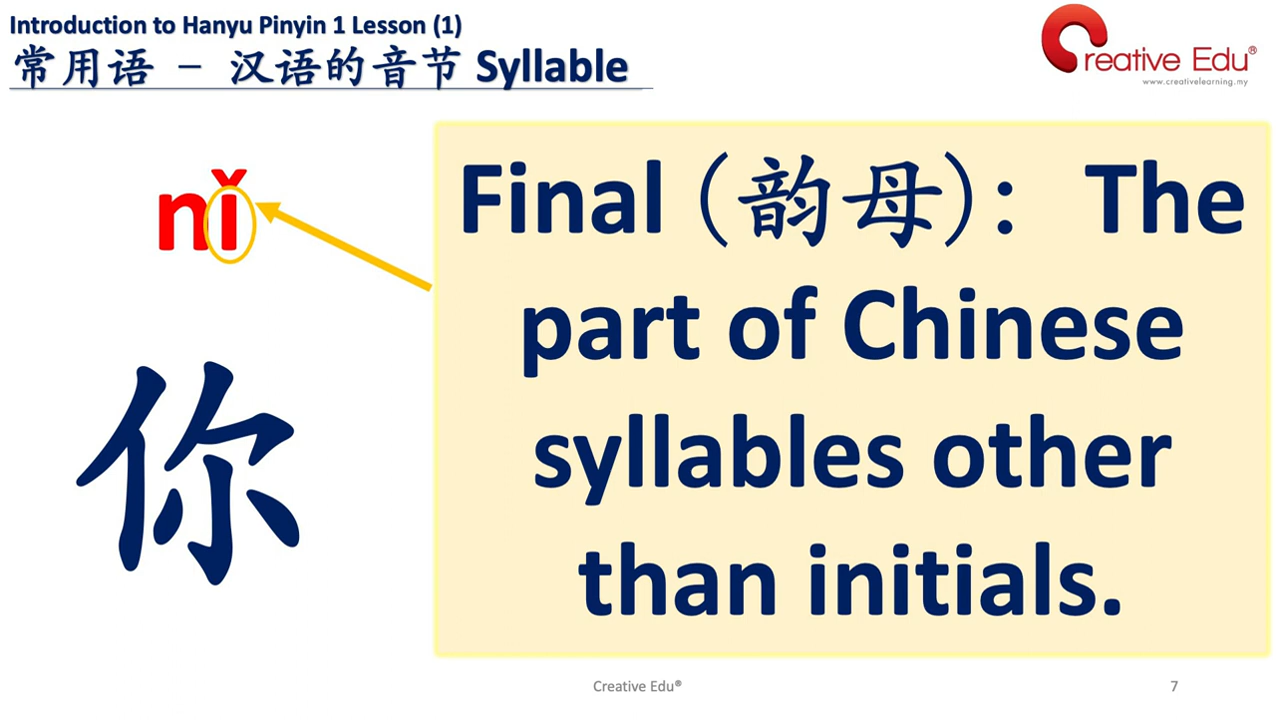 Introduction to Hanyu Pinyin 1 Lesson (1)
常用语 – 汉语的音节 Syllable
Creative Edu®
www.creativelearning.my
nǐ
你
Final (韵母): The
part of Chinese
syllables other
than initials.
Creative Edu®
7